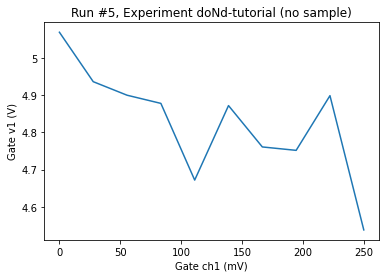 Run #5, Experiment doNd-tutorial (no sample)
Gate v1 (V)
5
4.9
4.8
4.7
4.6
0 50 100 150 200 250
Gate ch1 (mV)